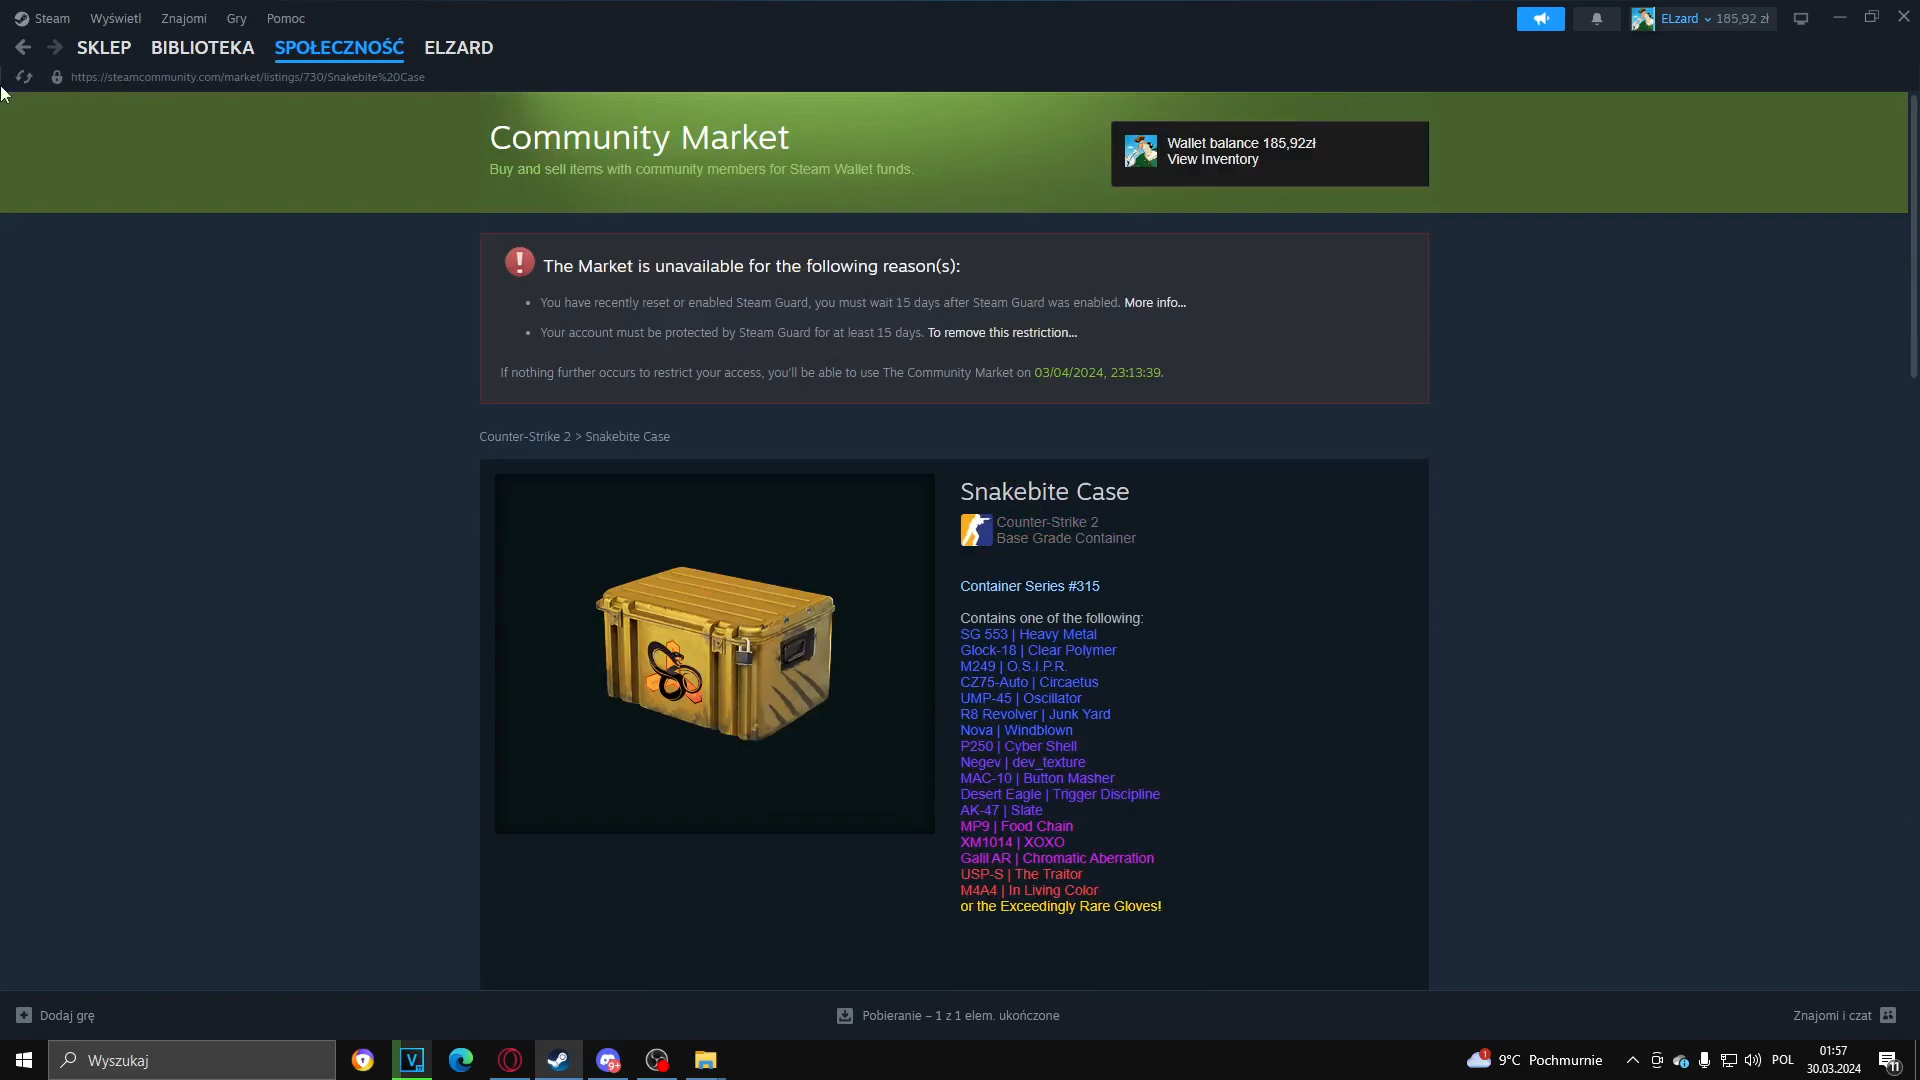 Steam Wyświetl Znajomi Gry Pomoc
ELzard 185,92 zł
SKLEP BIBLIOTEKA SPOŁECZNOŚĆ ELZARD
https://steamcommunity.com/market/listings/730/Snakebite%20Case
Community Market
Buy and sell items with community members for Steam Wallet funds.
Wallet balance 185,92zł
View Inventory
The Market is unavailable for the following reason(s):
You have recently reset or enabled Steam Guard, you must wait 15 days after Steam Guard was enabled. More info...
Your account must be protected by Steam Guard for at least 15 days. To remove this restriction...
If nothing further occurs to restrict your access, you'll be able to use The Community Market on 03/04/2024, 23:13:39.
Counter-Strike 2 > Snakebite Case
Snakebite Case
Counter-Strike 2
Base Grade Container
Container Series #315
Contains one of the following:
SG 553 | Heavy Metal
Glock-18 | Clear Polymer
M249 | O.S.I.P.R.
CZ75-Auto | Circaetus
UMP-45 | Oscillator
R8 Revolver | Junk Yard
Nova | Windblown
P250 | Cyber Shell
Negev | dev_texture
MAC-10 | Button Masher
Desert Eagle | Trigger Discipline
AK-47 | Slate
MP9 | Food Chain
XM1014 | XOXO
Galil AR | Chromatic Aberration
USP-S | The Traitor
M4A4 | In Living Color
or the Exceedingly Rare Gloves!
Dodaj grę
Pobieranie – 1 z 1 elem. ukończone
Znajomi i czat
Wyszukaj
V
9+
1
9°C Pochmurnie
POL
01:57
30.03.2024
11